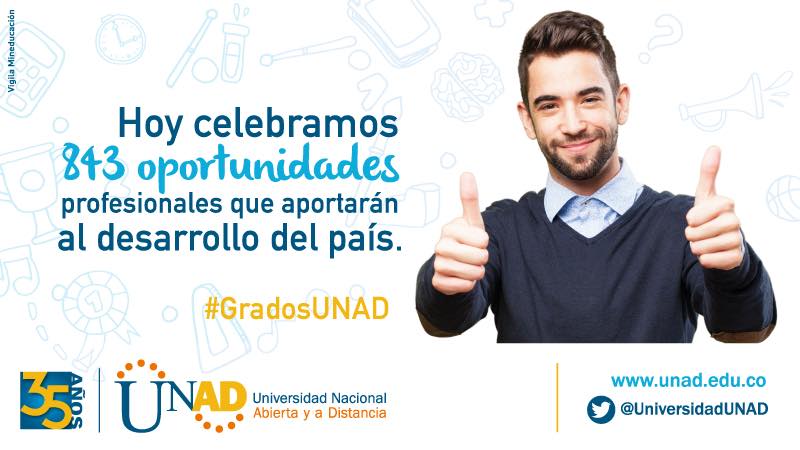 Vigila Mineducación
Hoy celebramos
843 oportunidades
profesionales que aportarán
al desarrollo del país.
#GradosUNAD
35
AÑOS
UNAD
Universidad Nacional
Abierta y a Distancia
www.unad.edu.co
@UniversidadUNAD